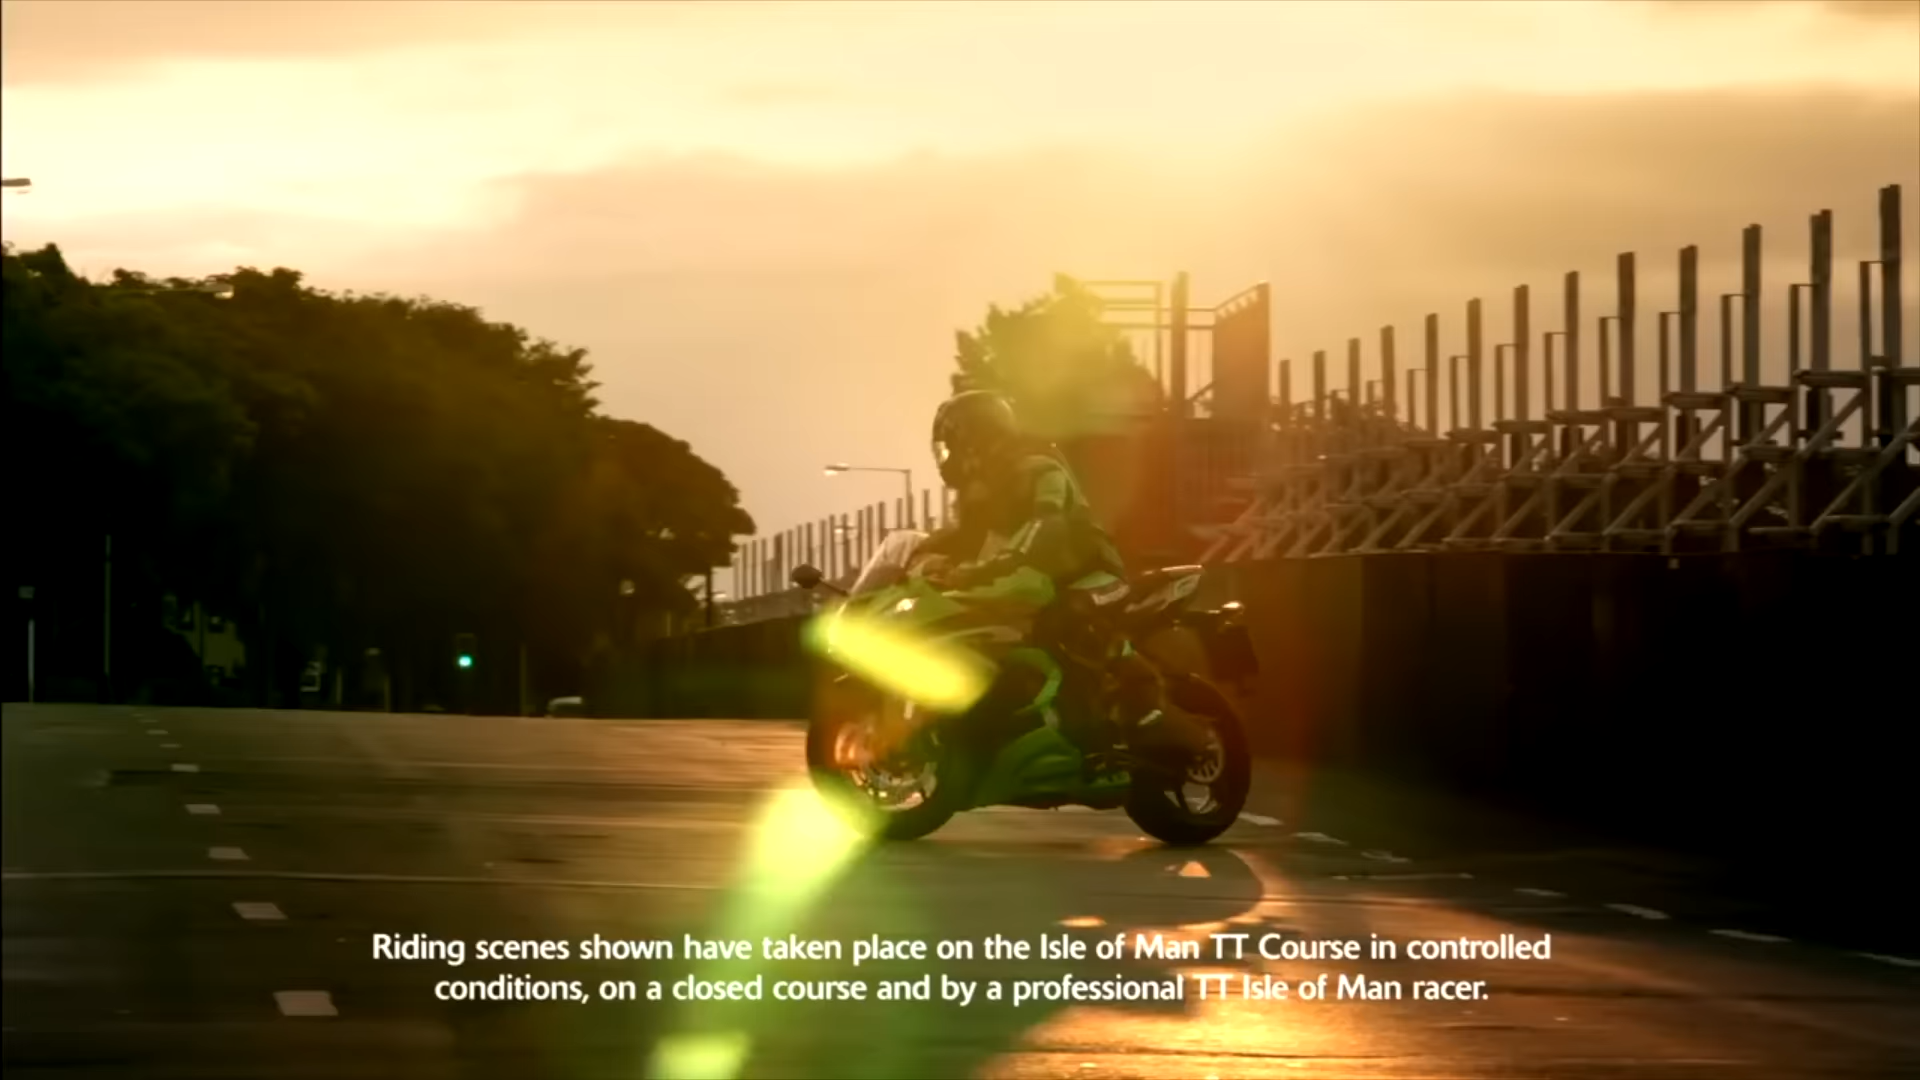 Riding scenes shown have taken place on the Isle of Man TT Course in controlled
conditions, on a closed course and by a professional TT Isle of Man racer.